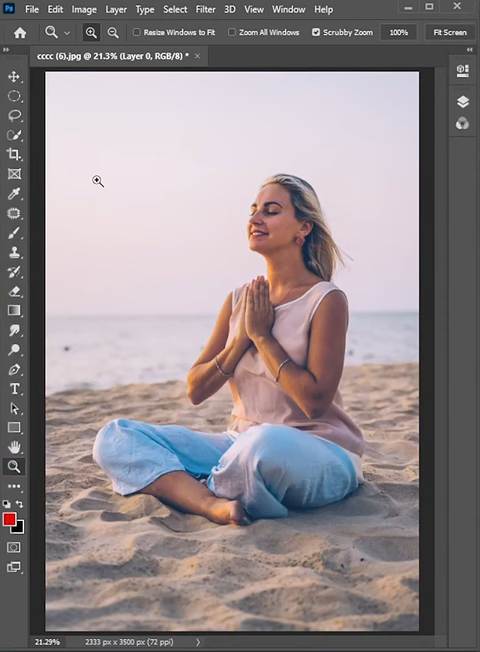 Ps File Edit Image Layer Type Select Filter 3D View Window Help
Resize Windows to Fit Zoom All Windows Scrubby Zoom 100% Fit Screen
cccc (6).jpg @ 21.3% (Layer 0, RGB/8) * ×
T
21.29% 2333 px x 3500 px (72 ppi)